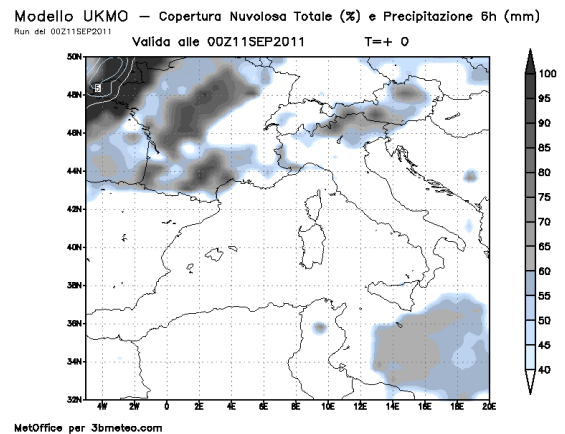 Modello UKMO – Copertura Nuvolosa Totale (%) e Precipitazione 6h (mm)
Run del 00Z11SEP2011
Valida alle 00Z11SEP2011 T=+ 0
50N
48N
46N
44N
42N
40N
38N
36N
34N
32N
4W 2W 0 2E 4E 6E 8E 10E 12E 14E 16E 18E 20E
5
100
95
90
85
80
75
70
65
60
55
50
45
40
MetOffice per 3bmeteo.com